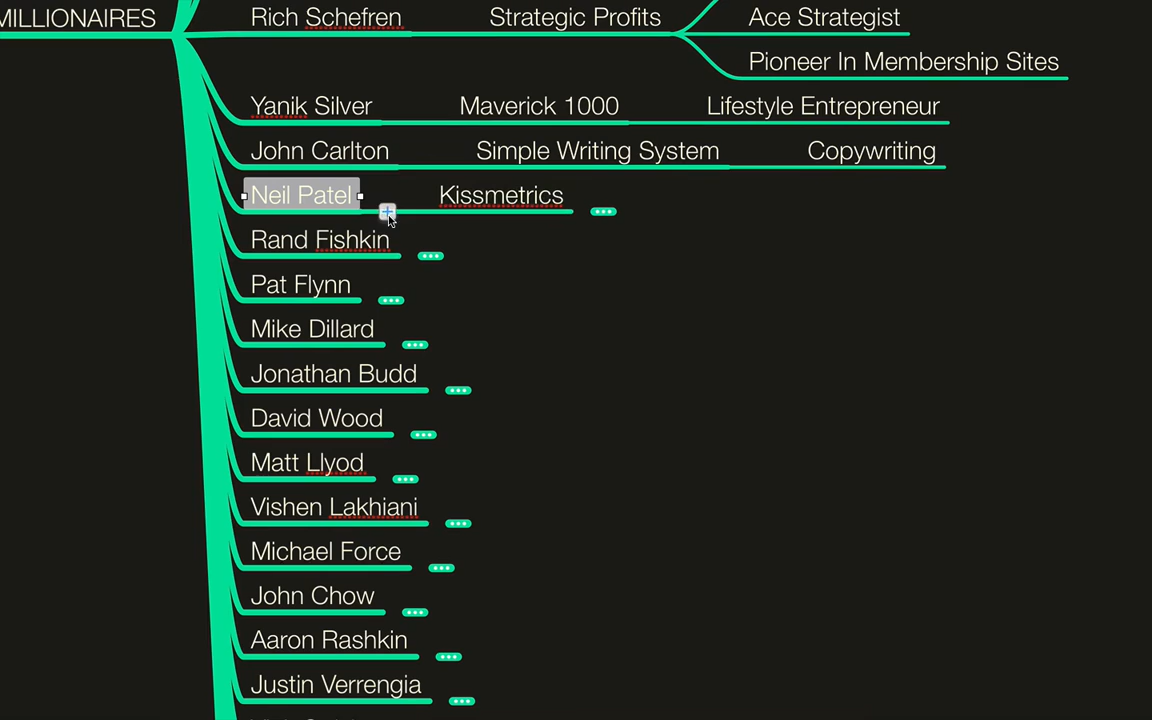 MILLIONAIRES
Rich Schefren Strategic Profits Ace Strategist
Pioneer In Membership Sites
Yanik Silver Maverick 1000 Lifestyle Entrepreneur
John Carlton Simple Writing System Copywriting
Neil Patel Kissmetrics
Rand Fishkin
Pat Flynn
Mike Dillard
Jonathan Budd
David Wood
Matt Llyod
Vishen Lakhiani
Michael Force
John Chow
Aaron Rashkin
Justin Verrengia